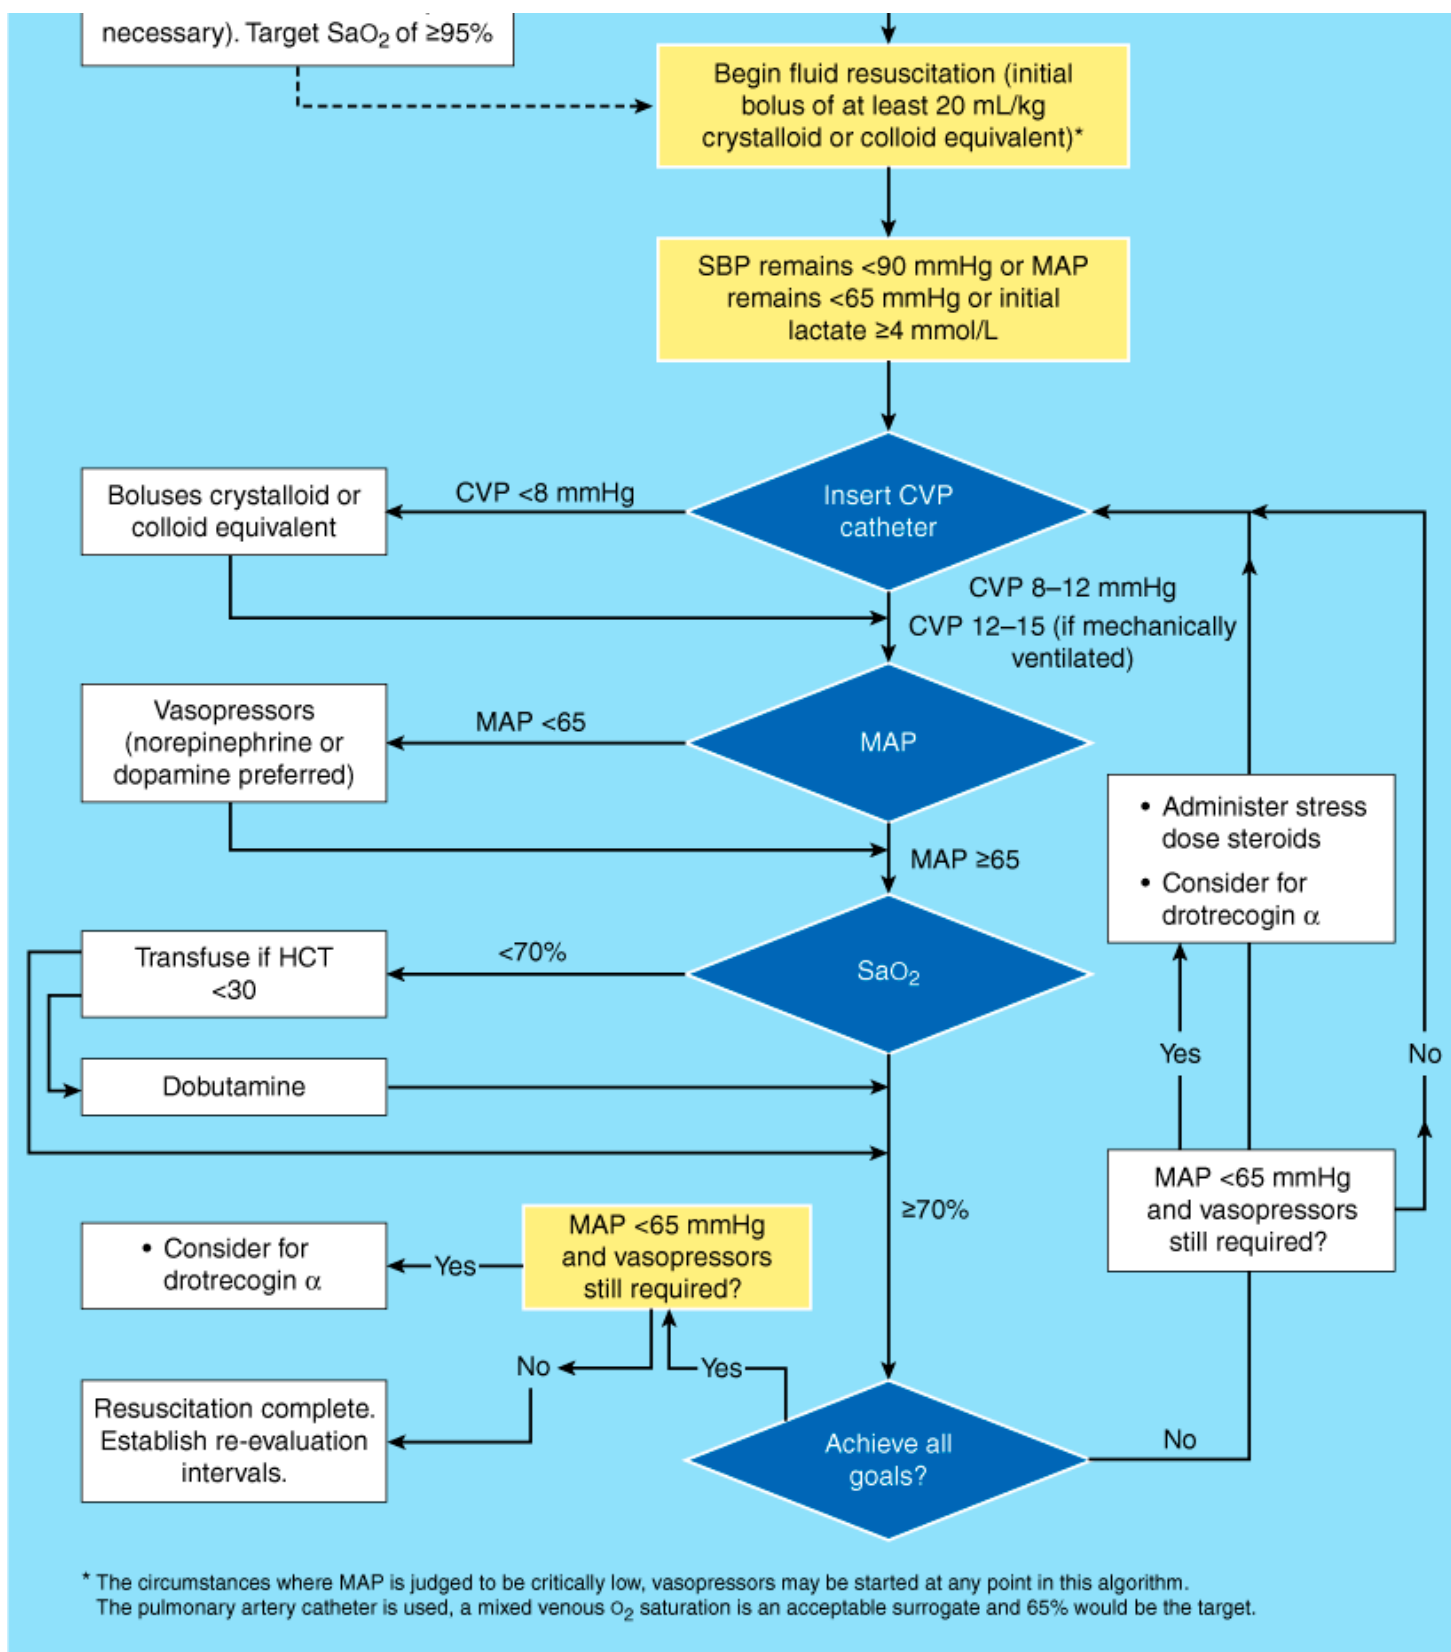 necessary). Target SaO₂ of ≥95%
Begin fluid resuscitation (initial
bolus of at least 20 mL/kg
crystalloid or colloid equivalent)*
SBP remains <90 mmHg or MAP
remains <65 mmHg or initial
lactate ≥4 mmol/L
Boluses crystalloid or
colloid equivalent
CVP <8 mmHg
Insert CVP
catheter
CVP 8–12 mmHg
CVP 12–15 (if mechanically
ventilated)
Vasopressors
(norepinephrine or
dopamine preferred)
MAP <65
MAP
MAP ≥65
• Administer stress
dose steroids
• Consider for
drotrecogin α
Transfuse if HCT
<30
<70%
SaO₂
Yes
No
Dobutamine
MAP <65 mmHg
and vasopressors
still required?
≥70%
• Consider for
drotrecogin α
Yes
MAP <65 mmHg
and vasopressors
still required?
No
Yes
Resuscitation complete.
Establish re-evaluation
intervals.
Achieve all
goals?
No
* The circumstances where MAP is judged to be critically low, vasopressors may be started at any point in this algorithm.
The pulmonary artery catheter is used, a mixed venous O₂ saturation is an acceptable surrogate and 65% would be the target.